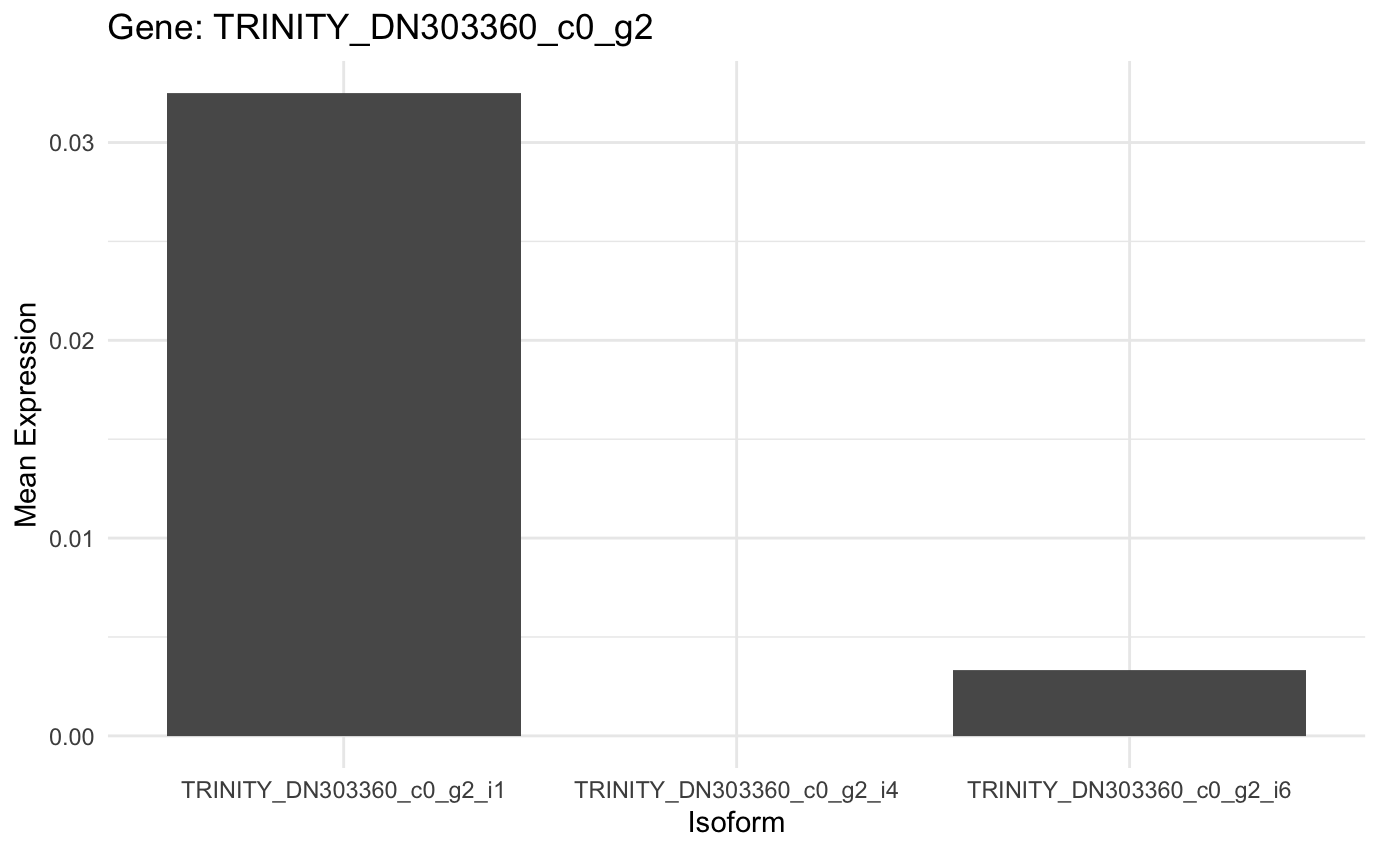 Gene: TRINITY_DN303360_c0_g2
Mean Expression
0.03
0.02
0.01
0.00
TRINITY_DN303360_c0_g2_i1 TRINITY_DN303360_c0_g2_i4 TRINITY_DN303360_c0_g2_i6
Isoform